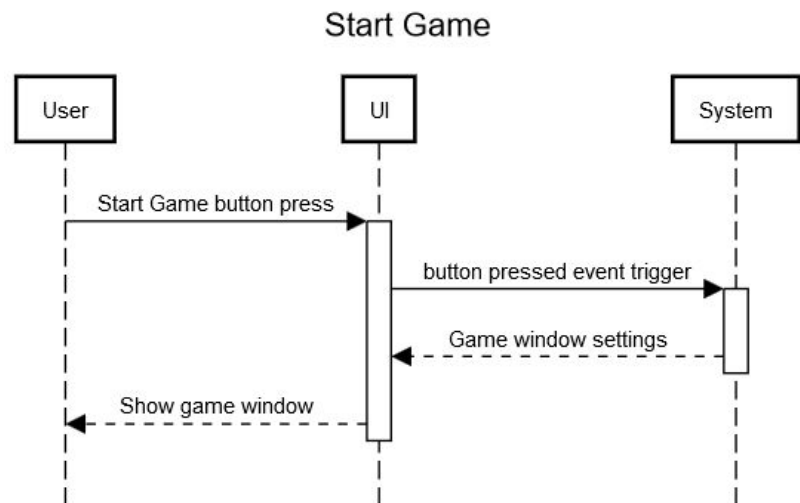 Start Game
User
UI
System
Start Game button press
button pressed event trigger
Game window settings
Show game window